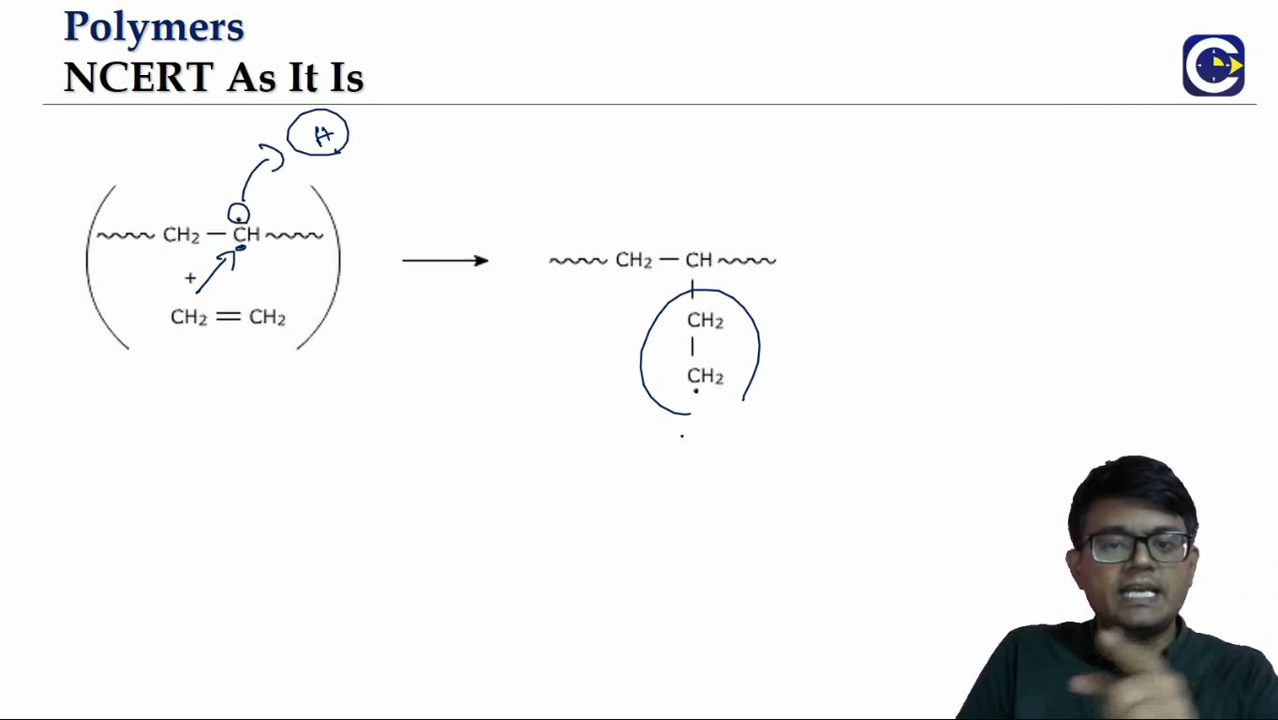 Polymers
NCERT As It Is
H
CH₂ — CH
+
CH₂ = CH₂
CH₂ — CH
|
CH₂
|
CH₂